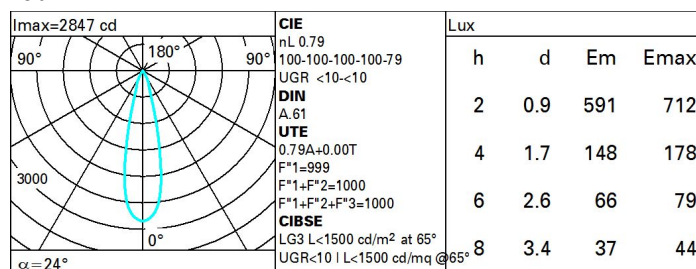 Imax=2847 cd
90° 180° 90°
3000
0°
α=24°
CIE
nL 0.79
100-100-100-100-79
UGR <10-<10
DIN
A.61
UTE
0.79A+0.00T
F"1=999
F"1+F"2=1000
F"1+F"2+F"3=1000
CIBSE
LG3 L<1500 cd/m² at 65°
UGR<10 | L<1500 cd/mq @65°
Lux
h d Em Emax
2 0.9 591 712
4 1.7 148 178
6 2.6 66 79
8 3.4 37 44